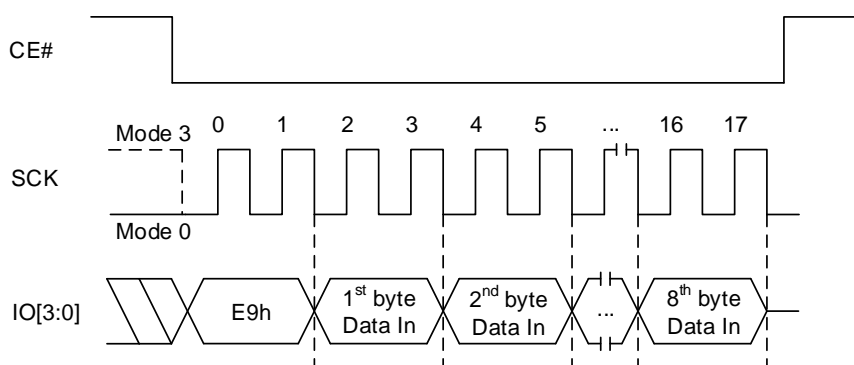 CE#
Mode 3 0 1 2 3 4 5 ... 16 17
SCK
Mode 0
IO[3:0] E9h 1st byte Data In 2nd byte Data In ... 8th byte Data In